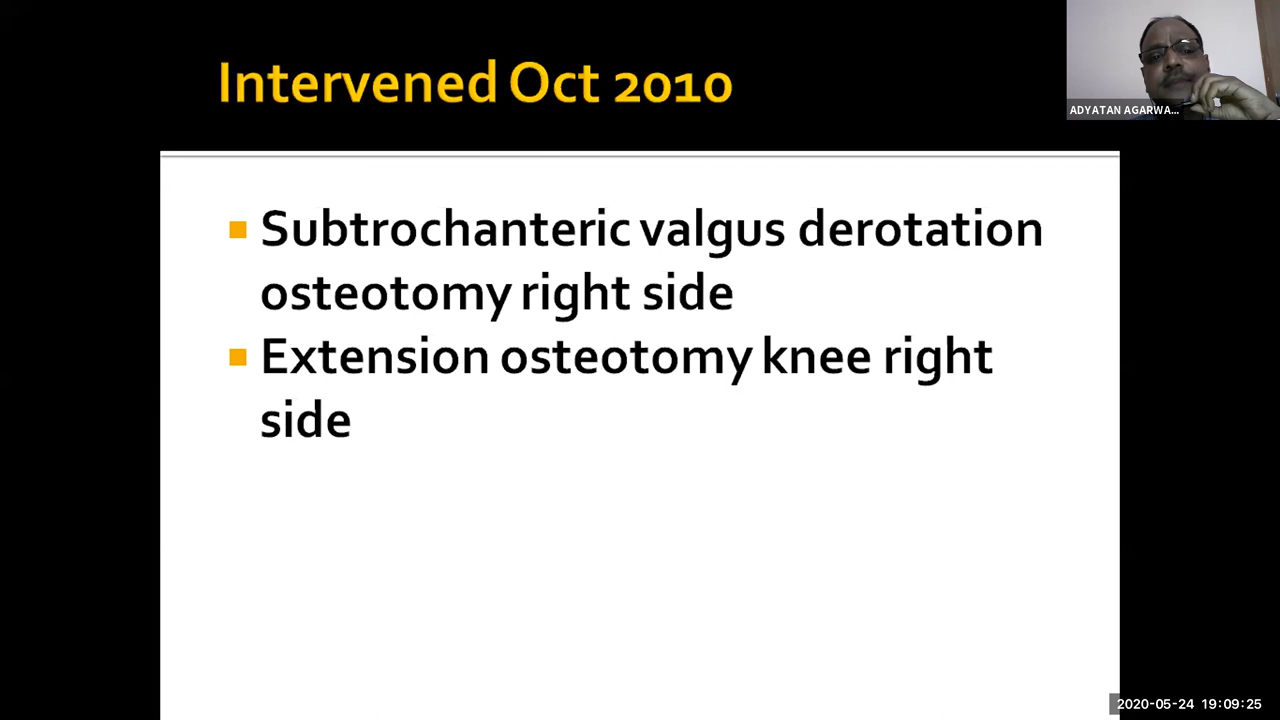 Intervened Oct 2010
ADYATAN AGARWA...
Subtrochanteric valgus derotation
osteotomy right side
Extension osteotomy knee right
side
2020-05-24 19:09:25